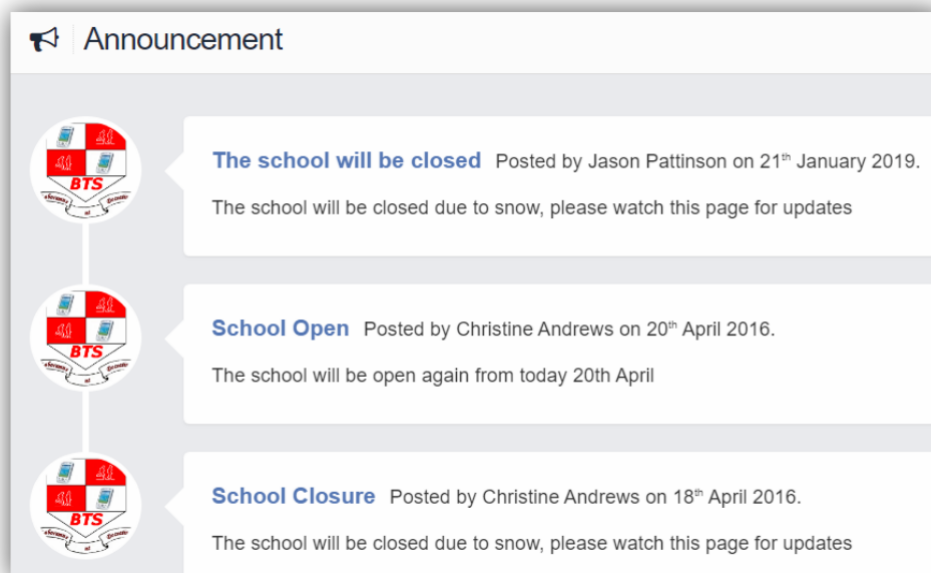 Announcement
The school will be closed Posted by Jason Pattinson on 21th January 2019.
BTS
The school will be closed due to snow, please watch this page for updates
School Open Posted by Christine Andrews on 20th April 2016.
BTS
The school will be open again from today 20th April
School Closure Posted by Christine Andrews on 18th April 2016.
BTS
The school will be closed due to snow, please watch this page for updates